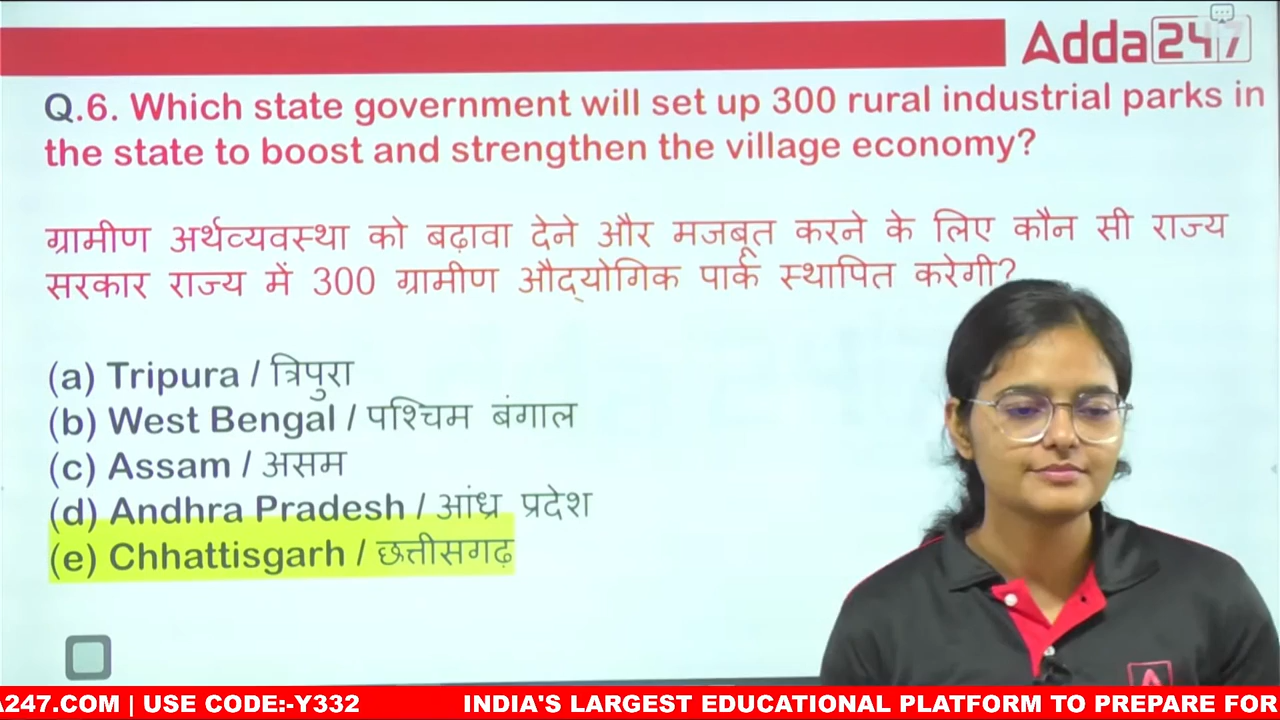 Adda 247
Q.6. Which state government will set up 300 rural industrial parks in
the state to boost and strengthen the village economy?
ग्रामीण अर्थव्यवस्था को बढ़ावा देने और मजबूत करने के लिए कौन सी राज्य
सरकार राज्य में 300 ग्रामीण औद्योगिक पार्क स्थापित करेगी?
(a) Tripura / त्रिपुरा
(b) West Bengal / पश्चिम बंगाल
(c) Assam / असम
(d) Andhra Pradesh / आंध्र प्रदेश
(e) Chhattisgarh / छत्तीसगढ़
A247.COM | USE CODE:-Y332 INDIA'S LARGEST EDUCATIONAL PLATFORM TO PREPARE FOR